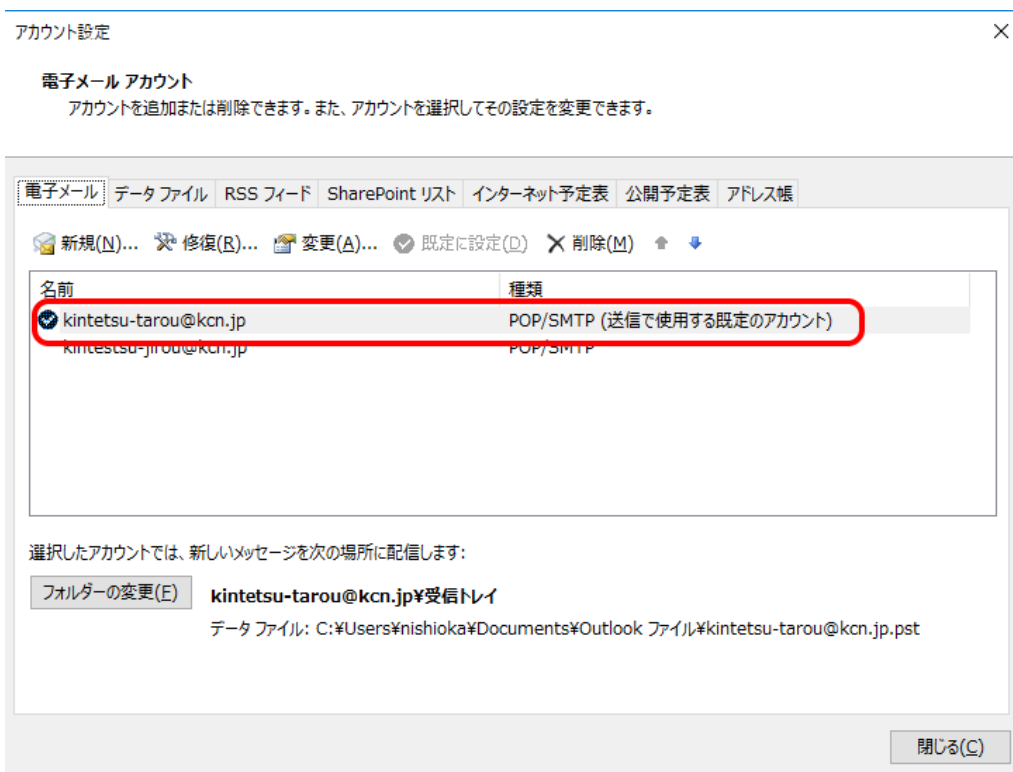 アカウント設定
電子メール アカウント
アカウントを追加または削除できます。また、アカウントを選択してその設定を変更できます。
電子メール データ ファイル RSS フィード SharePoint リスト インターネット予定表 公開予定表 アドレス帳
新規(N)... 修復(R)... 変更(A)... 既定に設定(D) 削除(M)
名前 種類
kintetsu-tarou@kcn.jp POP/SMTP (送信で使用する既定のアカウント)
kintestsu-jirou@kcn.jp POP/SMTP
選択したアカウントでは、新しいメッセージを次の場所に配信します:
フォルダーの変更(F) kintetsu-tarou@kcn.jp¥受信トレイ
データ ファイル: C:¥Users¥nishioka¥Documents¥Outlook ファイル¥kintetsu-tarou@kcn.jp.pst
閉じる(C)